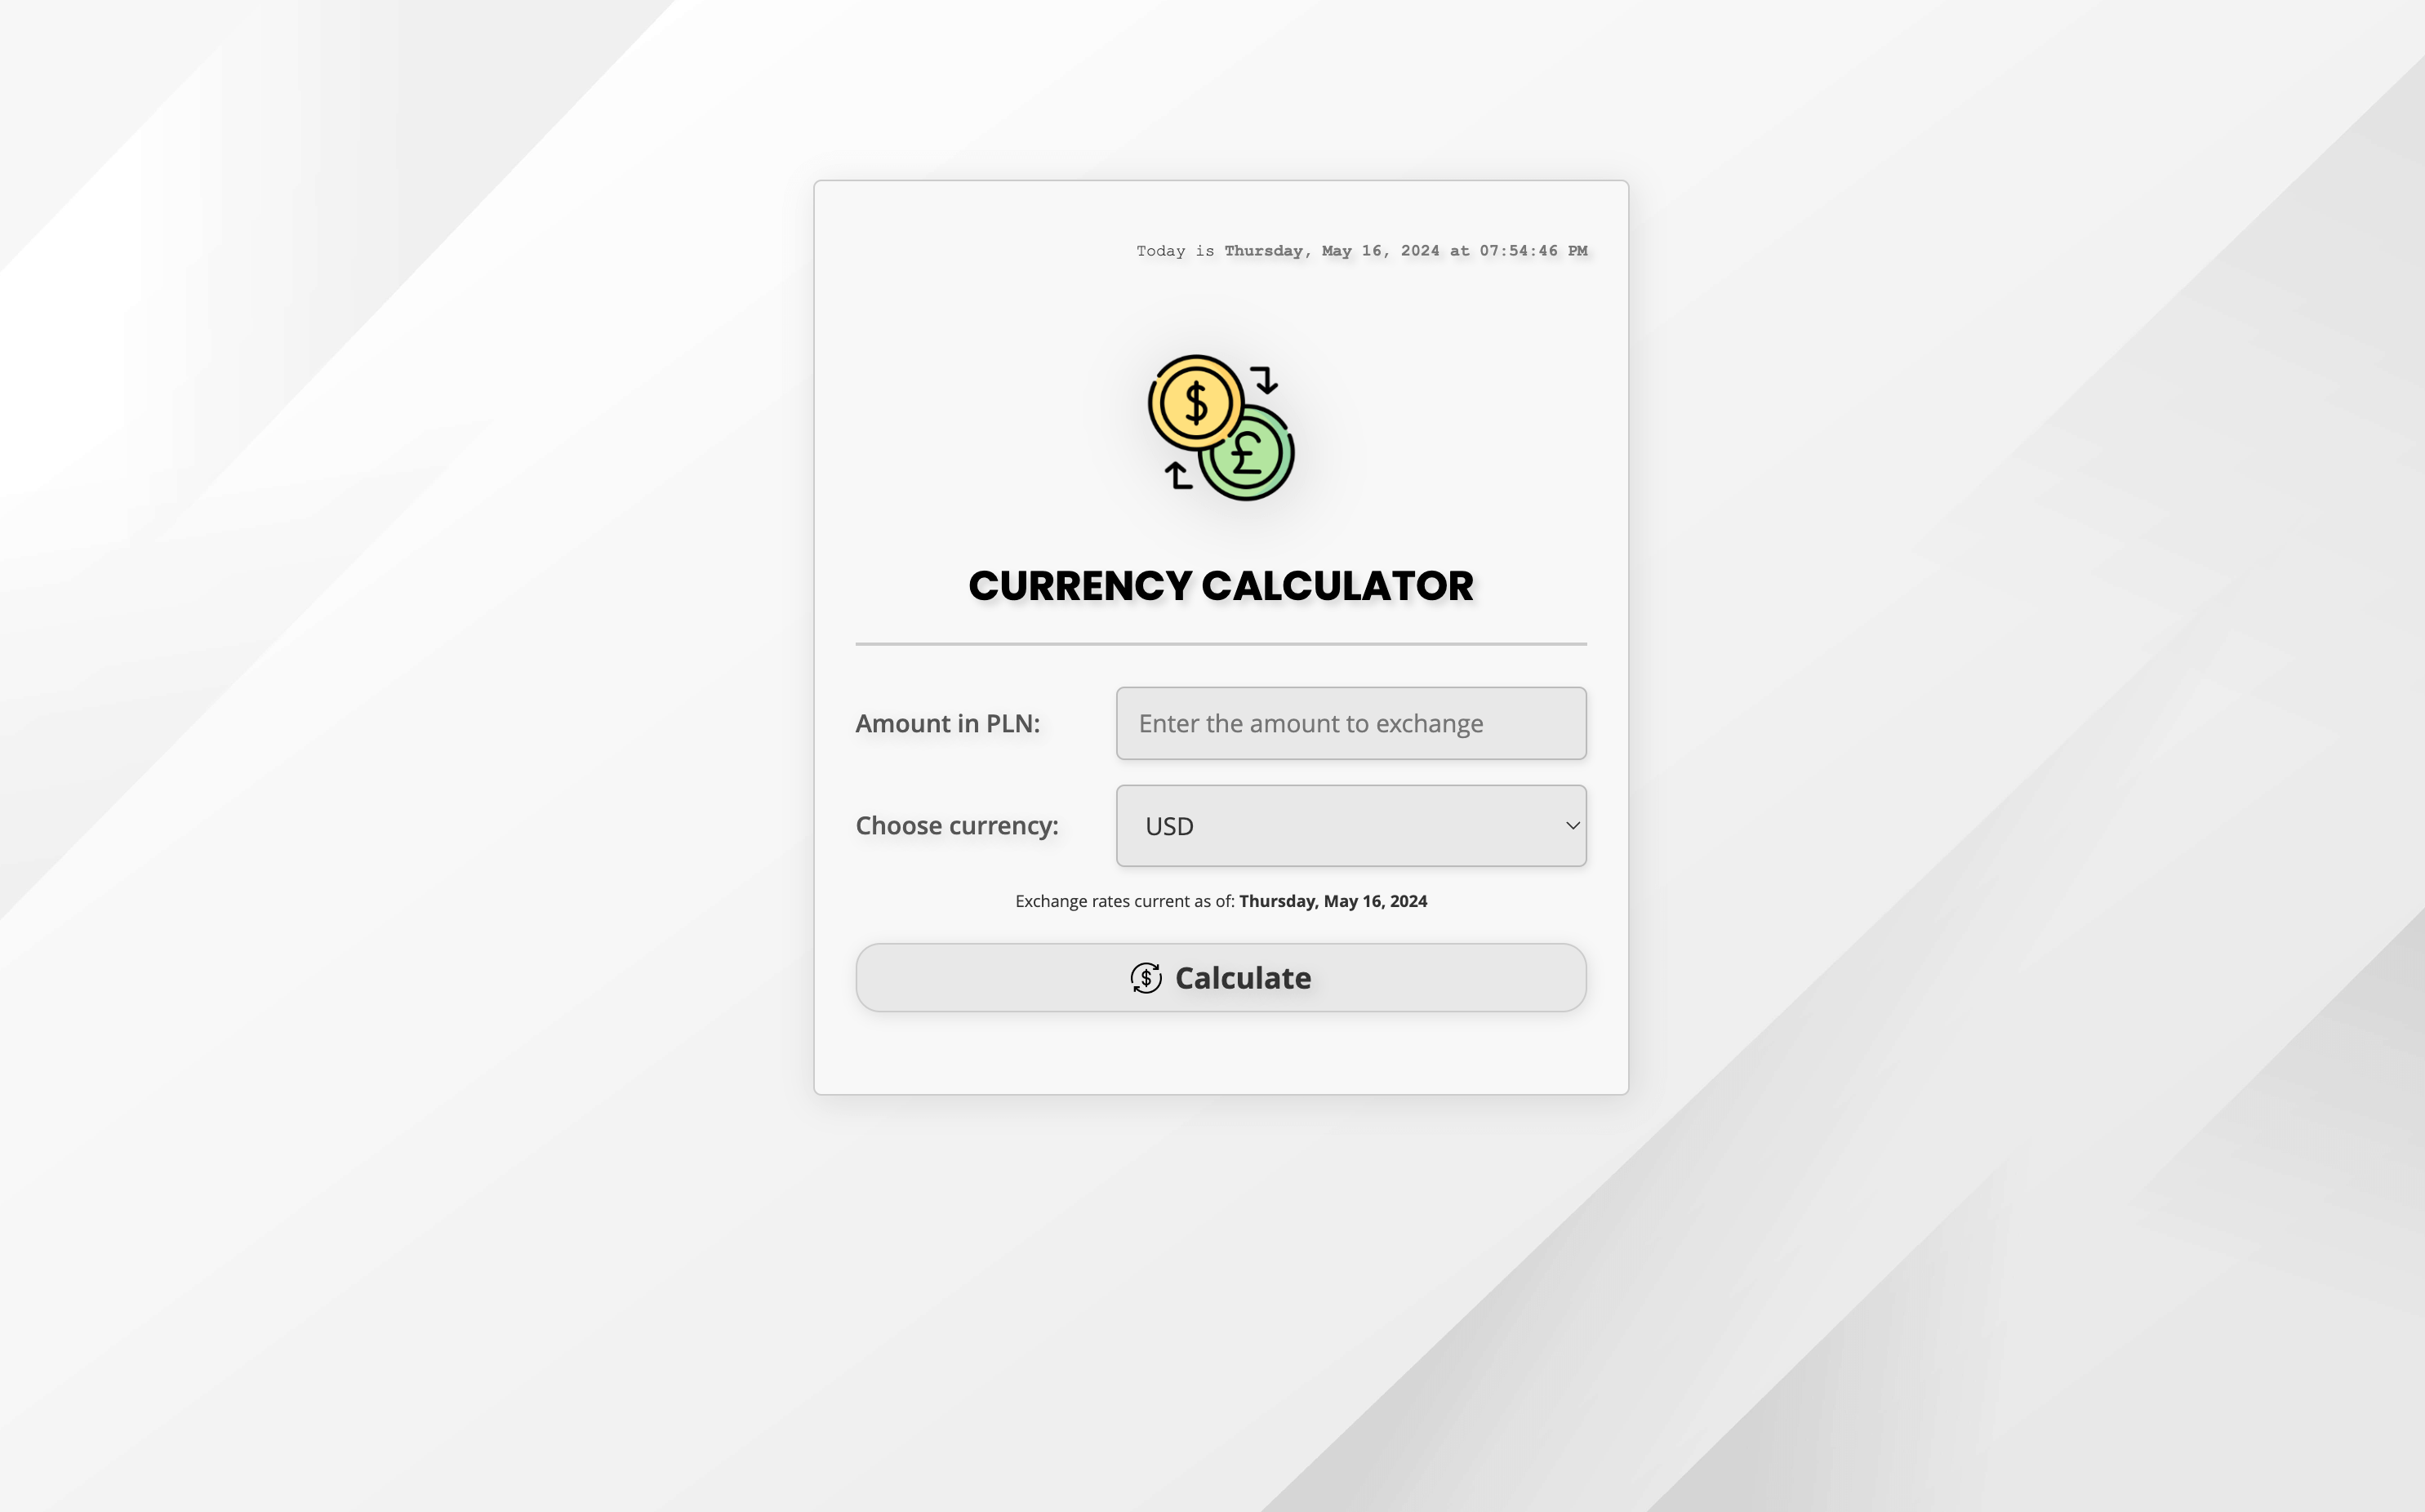 Today is Thursday, May 16, 2024 at 07:54:46 PM
$
£
CURRENCY CALCULATOR
Amount in PLN:
Enter the amount to exchange
Choose currency:
USD
Exchange rates current as of: Thursday, May 16, 2024
$ Calculate